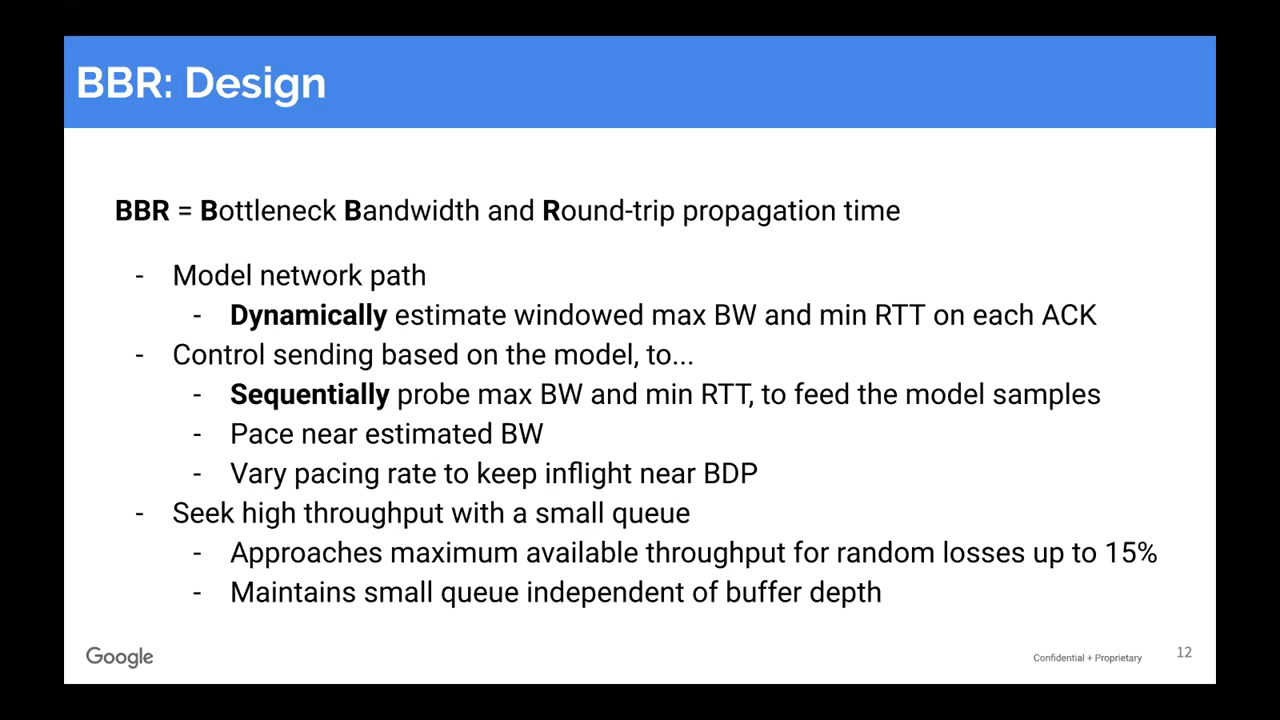 BBR: Design
BBR = Bottleneck Bandwidth and Round-trip propagation time
- Model network path
- Dynamically estimate windowed max BW and min RTT on each ACK
- Control sending based on the model, to...
- Sequentially probe max BW and min RTT, to feed the model samples
- Pace near estimated BW
- Vary pacing rate to keep inflight near BDP
- Seek high throughput with a small queue
- Approaches maximum available throughput for random losses up to 15%
- Maintains small queue independent of buffer depth
Google
Confidential + Proprietary
12